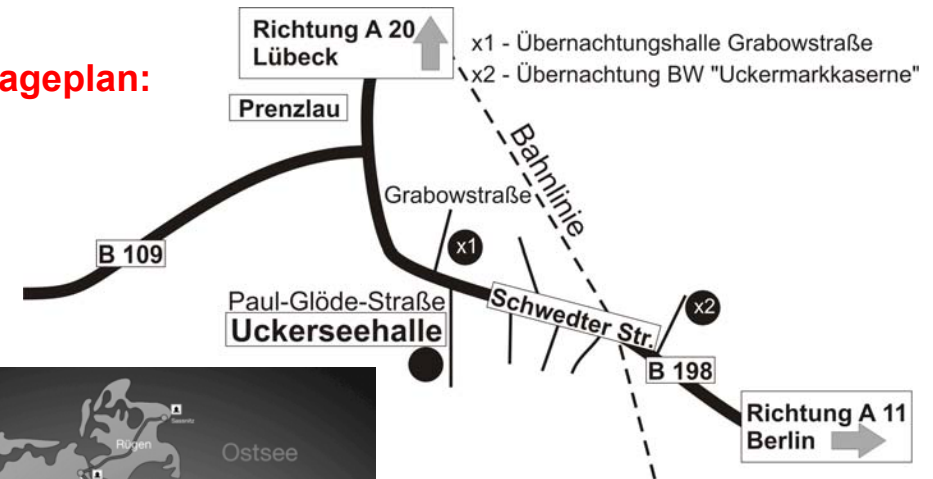 Richtung A 20
Lübeck
x1 - Übernachtungshalle Grabowstraße
x2 - Übernachtung BW "Uckermarkkaserne"
ageplan:
Prenzlau
Bahnlinie
Grabowstraße
x1
B 109
Paul-Glöde-Straße
Uckerseehalle
Schwedter Str.
x2
B 198
Richtung A 11
Berlin
Sassnitz
Rügen
Ostsee